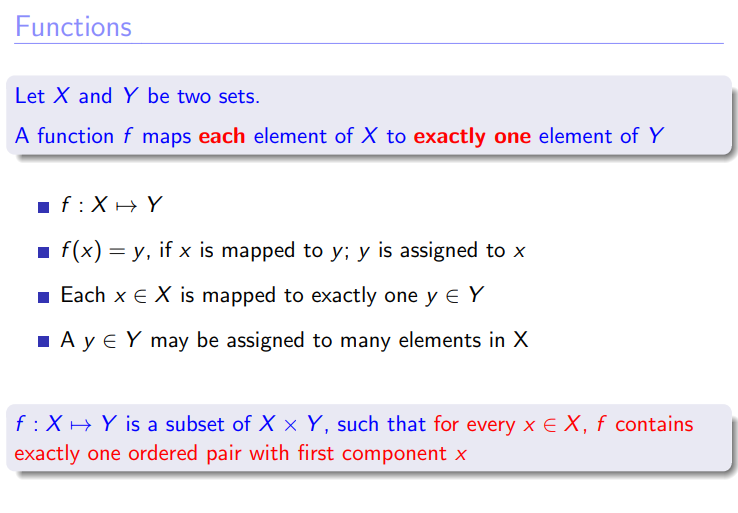 Functions
Let X and Y be two sets.
A function f maps each element of X to exactly one element of Y
f : X ↦ Y
f(x) = y, if x is mapped to y; y is assigned to x
Each x ∈ X is mapped to exactly one y ∈ Y
A y ∈ Y may be assigned to many elements in X
f : X ↦ Y is a subset of X × Y, such that for every x ∈ X, f contains
exactly one ordered pair with first component x